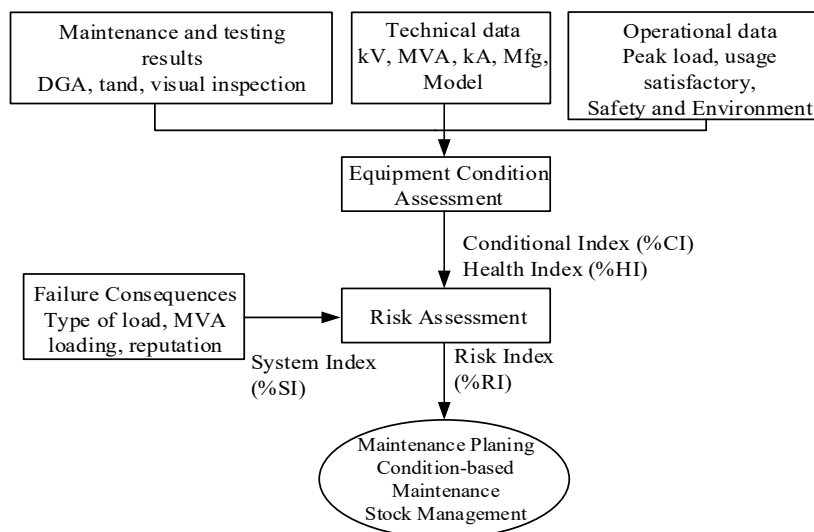 Maintenance and testing
results
DGA, tand, visual inspection
Technical data
kV, MVA, kA, Mfg,
Model
Operational data
Peak load, usage
satisfactory,
Safety and Environment
Equipment Condition
Assessment
Conditional Index (%CI)
Health Index (%HI)
Failure Consequences
Type of load, MVA
loading, reputation
System Index
(%SI)
Risk Assessment
Risk Index
(%RI)
Maintenance Planing
Condition-based
Maintenance
Stock Management